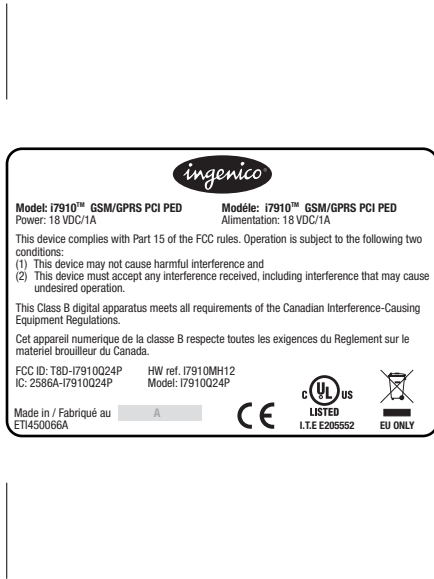 ingenico
Model: i7910™ GSM/GPRS PCI PED
Power: 18 VDC/1A
Modéle: i7910™ GSM/GPRS PCI PED
Alimentation: 18 VDC/1A
This device complies with Part 15 of the FCC rules. Operation is subject to the following two
conditions:
(1) This device may not cause harmful interference and
(2) This device must accept any interference received, including interference that may cause
undesired operation.
This Class B digital apparatus meets all requirements of the Canadian Interference-Causing
Equipment Regulations.
Cet appareil numerique de la classe B respecte toutes les exigences du Reglement sur le
materiel brouilleur du Canada.
FCC ID: T8D-I7910Q24P
IC: 2586A-I7910Q24P
HW ref. I7910MH12
Model: I7910Q24P
Made in / Fabriqué au
A
ETI450066A
CE
C UL US
LISTED
I.T.E E205552
EU ONLY